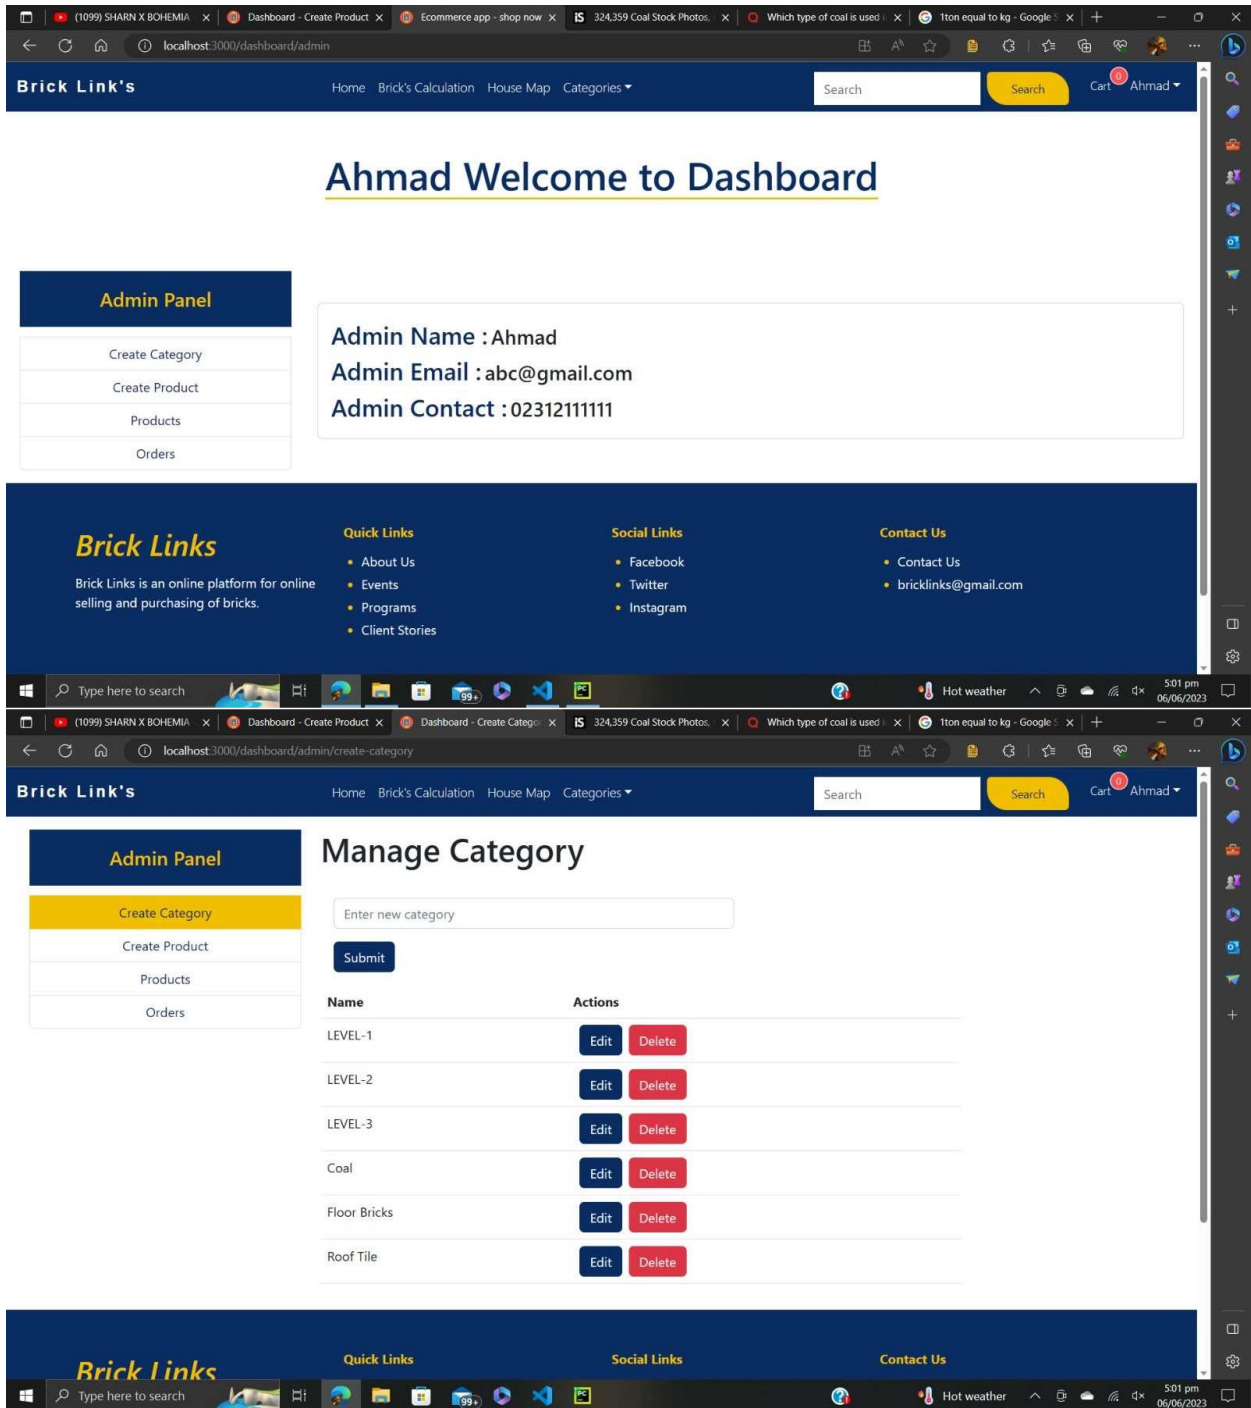 (1099) SHARN X BOHEMIA
Dashboard - Create Product
Ecommerce app - shop now
324,359 Coal Stock Photos,
Which type of coal is used
1ton equal to kg - Google
localhost:3000/dashboard/admin
Brick Link's
Home Brick's Calculation House Map Categories
Search
Search
Cart 0 Ahmad
Ahmad Welcome to Dashboard
Admin Panel
Create Category
Create Product
Products
Orders
Admin Name : Ahmad
Admin Email : abc@gmail.com
Admin Contact : 02312111111
Brick Links
Brick Links is an online platform for online
selling and purchasing of bricks.
Quick Links
About Us
Events
Programs
Client Stories
Social Links
Facebook
Twitter
Instagram
Contact Us
Contact Us
bricklinks@gmail.com
Type here to search
99+
Hot weather
5:01 pm
06/06/2023
(1099) SHARN X BOHEMIA
Dashboard - Create Product
Dashboard - Create Catego
324,359 Coal Stock Photos,
Which type of coal is used
1ton equal to kg - Google
localhost:3000/dashboard/admin/create-category
Brick Link's
Home Brick's Calculation House Map Categories
Search
Search
Cart 0 Ahmad
Admin Panel
Create Category
Create Product
Products
Orders
Manage Category
Enter new category
Submit
Name Actions
LEVEL-1 Edit Delete
LEVEL-2 Edit Delete
LEVEL-3 Edit Delete
Coal Edit Delete
Floor Bricks Edit Delete
Roof Tile Edit Delete
Brick Links
Quick Links
Social Links
Contact Us
Type here to search
99+
Hot weather
5:01 pm
06/06/2023